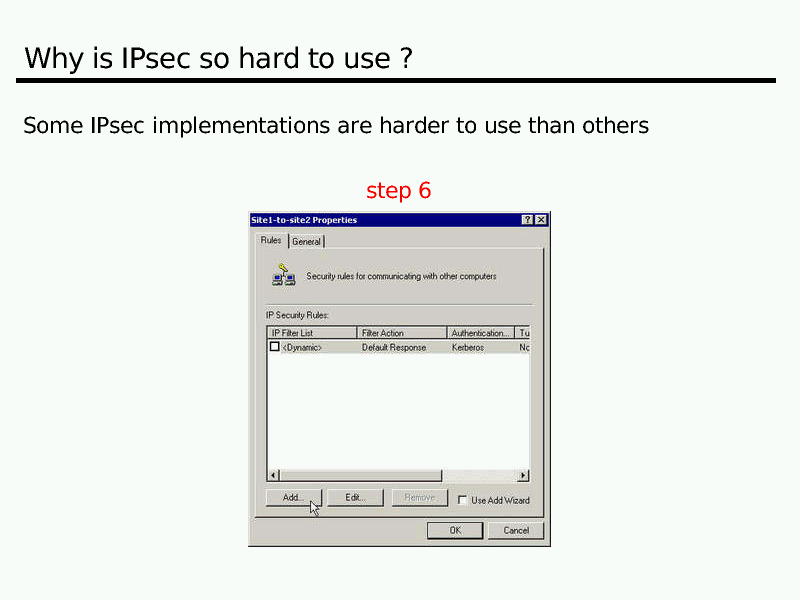 Why is IPsec so hard to use ?
Some IPsec implementations are harder to use than others
step 6
Site1-to-site2 Properties
Rules General
Security rules for communicating with other computers
IP Security Rules:
IP Filter List Filter Action Authentication... Tu
<Dynamic> Default Response Kerberos Nc
Add... Edit... Remove Use Add Wizard
OK Cancel